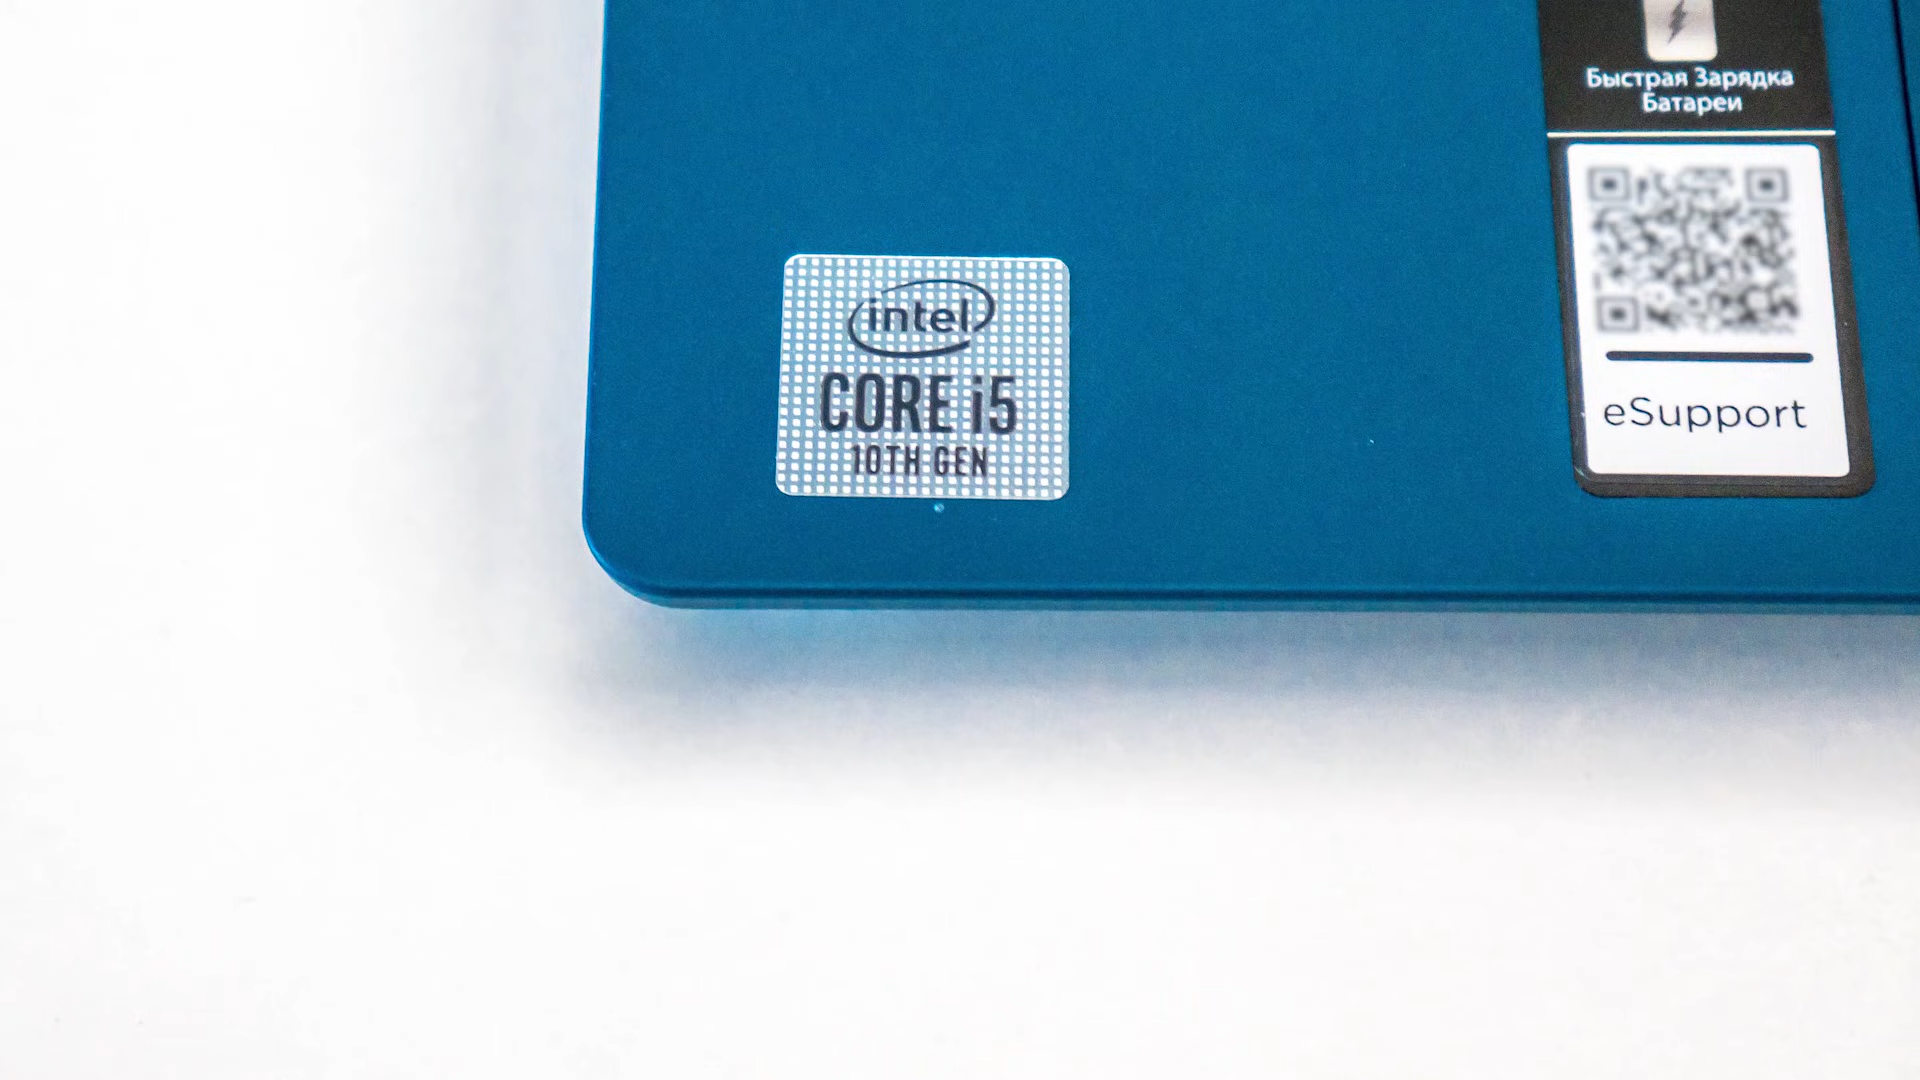 intel
CORE i5
10TH GEN
Быстрая Зарядка
Батареи
eSupport